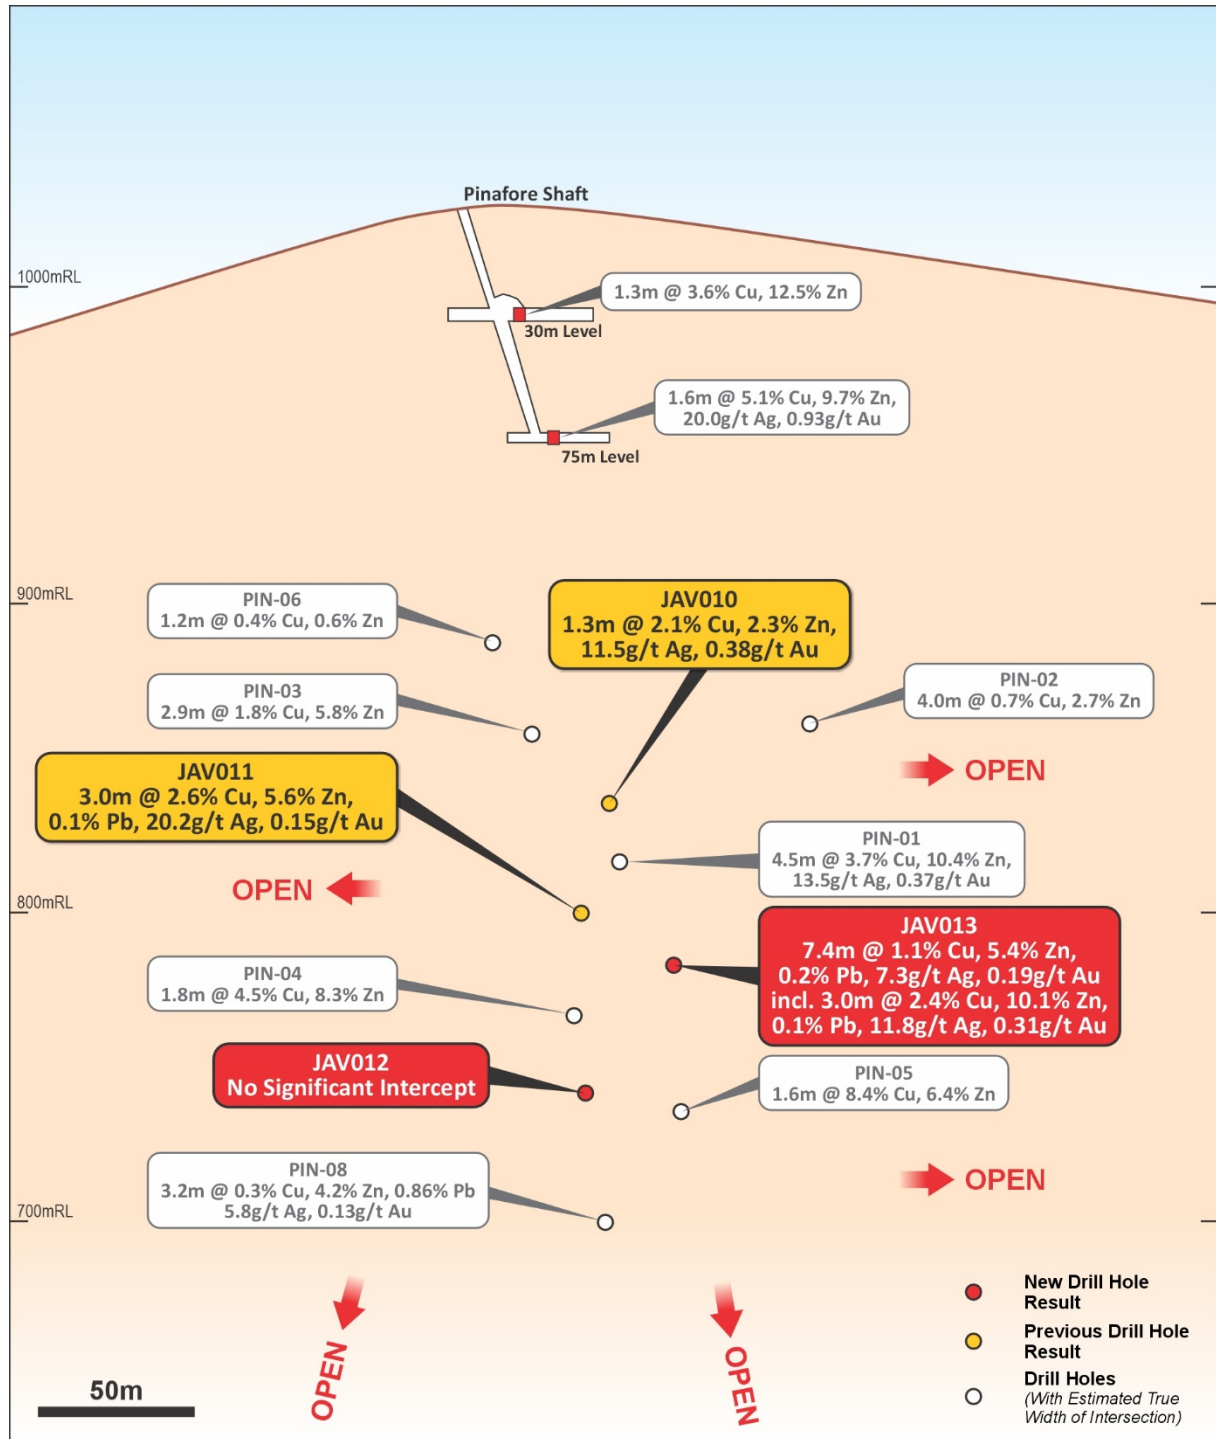 Pinafore Shaft
1000mRL
1.3m @ 3.6% Cu, 12.5% Zn
30m Level
1.6m @ 5.1% Cu, 9.7% Zn,
20.0g/t Ag, 0.93g/t Au
75m Level
900mRL
PIN-06
1.2m @ 0.4% Cu, 0.6% Zn
JAV010
1.3m @ 2.1% Cu, 2.3% Zn,
11.5g/t Ag, 0.38g/t Au
PIN-03
2.9m @ 1.8% Cu, 5.8% Zn
PIN-02
4.0m @ 0.7% Cu, 2.7% Zn
OPEN
JAV011
3.0m @ 2.6% Cu, 5.6% Zn,
0.1% Pb, 20.2g/t Ag, 0.15g/t Au
PIN-01
4.5m @ 3.7% Cu, 10.4% Zn,
13.5g/t Ag, 0.37g/t Au
OPEN
800mRL
JAV013
7.4m @ 1.1% Cu, 5.4% Zn,
0.2% Pb, 7.3g/t Ag, 0.19g/t Au
incl. 3.0m @ 2.4% Cu, 10.1% Zn,
0.1% Pb, 11.8g/t Ag, 0.31g/t Au
PIN-04
1.8m @ 4.5% Cu, 8.3% Zn
JAV012
No Significant Intercept
PIN-05
1.6m @ 8.4% Cu, 6.4% Zn
PIN-08
3.2m @ 0.3% Cu, 4.2% Zn, 0.86% Pb
5.8g/t Ag, 0.13g/t Au
OPEN
700mRL
OPEN
OPEN
New Drill Hole
Result
Previous Drill Hole
Result
Drill Holes
(With Estimated True
Width of Intersection)
50m